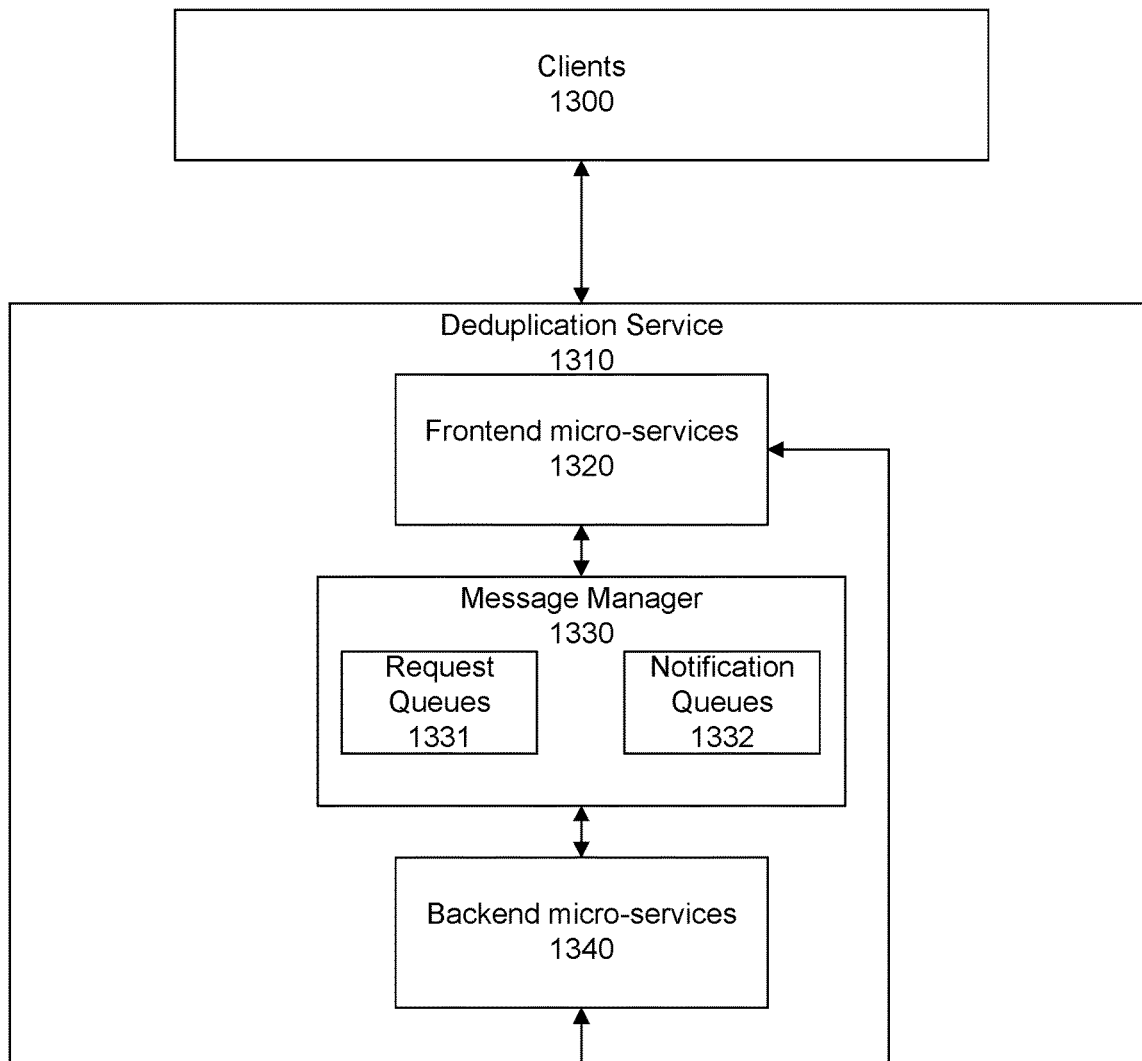 Clients
1300
Deduplication Service
1310
Frontend micro-services
1320
Message Manager
1330
Request
Queues
1331
Notification
Queues
1332
Backend micro-services
1340